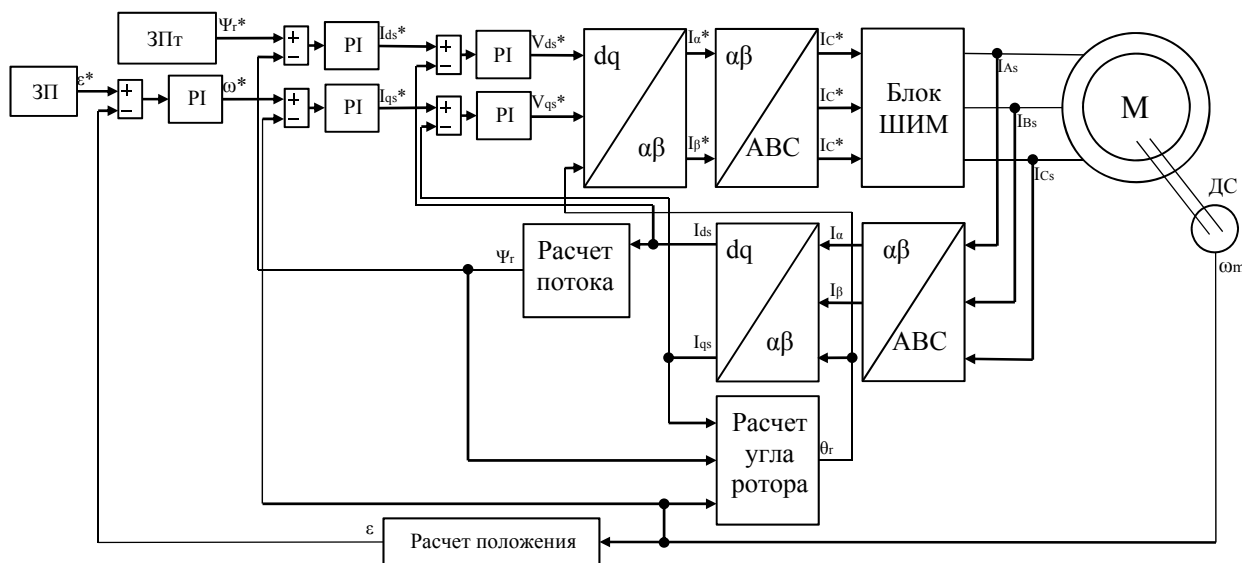 ЗПт
Ψr*
+
−
PI
Ids*
+
−
PI
Vds*
ЗП
ε*
+
−
PI
ω*
+
−
PI
Iqs*
+
−
PI
Vqs*
dq
αβ
Iα*
Iβ*
αβ
ABC
IC*
IC*
IC*
Блок
ШИМ
IAs
IBs
ICs
М
ДС
ωm
Ψr
Расчет
потока
Ids
Iqs
dq
αβ
Iα
Iβ
αβ
ABC
Расчет
угла
ротора
θr
ε
Расчет положения